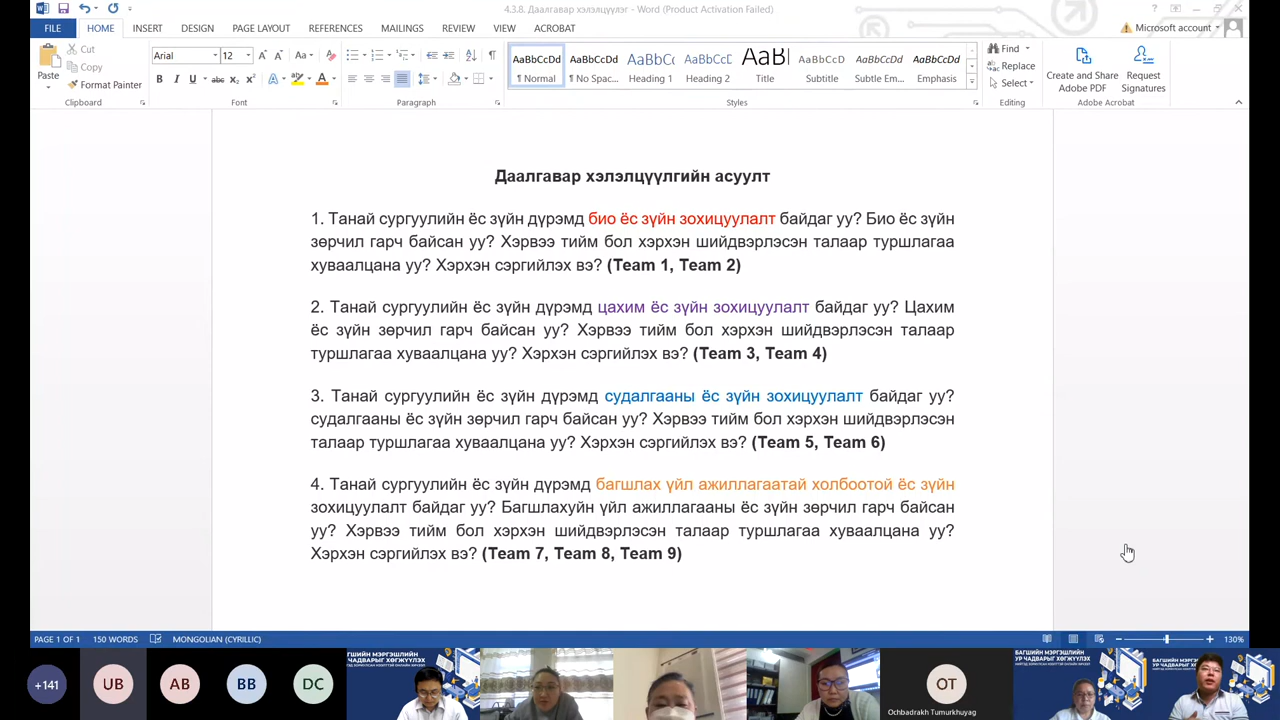 4.3.8. Даалгавар хэлэлцүүлэг - Word (Product Activation Failed)
FILE HOME INSERT DESIGN PAGE LAYOUT REFERENCES MAILINGS REVIEW VIEW ACROBAT
Microsoft account
Paste
Cut
Copy
Format Painter
Clipboard
Arial 12
Font
Paragraph
AaBbCcDd AaBbCcDd AaBbCc AaBbCcD AaBl AaBbCcD AaBbCcDd AaBbCcDd
¶ Normal ¶ No Spac... Heading 1 Heading 2 Title Subtitle Subtle Em... Emphasis
Styles
Find
Replace
Select
Editing
Create and Share Adobe PDF
Request Signatures
Adobe Acrobat
Даалгавар хэлэлцүүлгийн асуулт
1. Танай сургуулийн ёс зүйн дүрэмд био ёс зүйн зохицуулалт байдаг уу? Био ёс зүйн
зөрчил гарч байсан уу? Хэрвээ тийм бол хэрхэн шийдвэрлэсэн талаар туршлагаа
хуваалцана уу? Хэрхэн сэргийлэх вэ? (Team 1, Team 2)
2. Танай сургуулийн ёс зүйн дүрэмд цахим ёс зүйн зохицуулалт байдаг уу? Цахим
ёс зүйн зөрчил гарч байсан уу? Хэрвээ тийм бол хэрхэн шийдвэрлэсэн талаар
туршлагаа хуваалцана уу? Хэрхэн сэргийлэх вэ? (Team 3, Team 4)
3. Танай сургуулийн ёс зүйн дүрэмд судалгааны ёс зүйн зохицуулалт байдаг уу?
судалгааны ёс зүйн зөрчил гарч байсан уу? Хэрвээ тийм бол хэрхэн шийдвэрлэсэн
талаар туршлагаа хуваалцана уу? Хэрхэн сэргийлэх вэ? (Team 5, Team 6)
4. Танай сургуулийн ёс зүйн дүрэмд багшлах үйл ажиллагаатай холбоотой ёс зүйн
зохицуулалт байдаг уу? Багшлахуйн үйл ажиллагааны ёс зүйн зөрчил гарч байсан
уу? Хэрвээ тийм бол хэрхэн шийдвэрлэсэн талаар туршлагаа хуваалцана уу?
Хэрхэн сэргийлэх вэ? (Team 7, Team 8, Team 9)
PAGE 1 OF 1 150 WORDS MONGOLIAN (CYRILLIC) 130%
+141 UB AB BB DC OT
Ochbadrakh Tumurkhuyag
БАГШИЙН МЭРГЭШЛИЙН
УР ЧАДВАРЫГ ХӨГЖҮҮЛЭХ